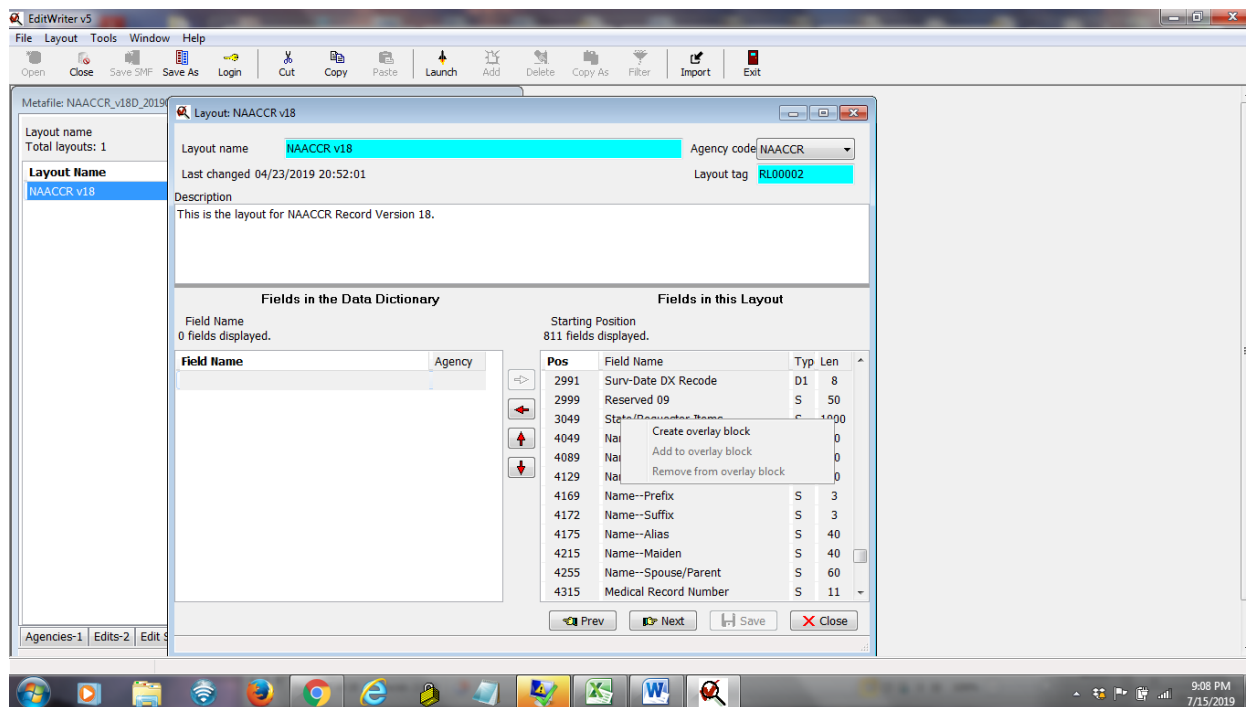 EditWriter v5
File Layout Tools Window Help
Open Close Save SMF Save As Login Cut Copy Paste Launch Add Delete Copy As Filter Import Exit
Metafile: NAACCR_v18D_2019
Layout name
Total layouts: 1
Layout Name
NAACCR v18
Agencies-1 Edits-2 Edit S
Layout: NAACCR v18
Layout name NAACCR v18 Agency code NAACCR
Last changed 04/23/2019 20:52:01 Layout tag RL00002
Description
This is the layout for NAACCR Record Version 18.
Fields in the Data Dictionary
Field Name
0 fields displayed.
Field Name Agency
Fields in this Layout
Starting Position
811 fields displayed.
Pos Field Name Typ Len
2991 Surv-Date DX Recode D1 8
2999 Reserved 09 S 50
3049 State/Requestor Items S 1000
4049 Na 0
4089 Na 0
4129 Na 0
Create overlay block
Add to overlay block
Remove from overlay block
4169 Name--Prefix S 3
4172 Name--Suffix S 3
4175 Name--Alias S 40
4215 Name--Maiden S 40
4255 Name--Spouse/Parent S 60
4315 Medical Record Number S 11
Prev Next Save Close
9:08 PM
7/15/2019